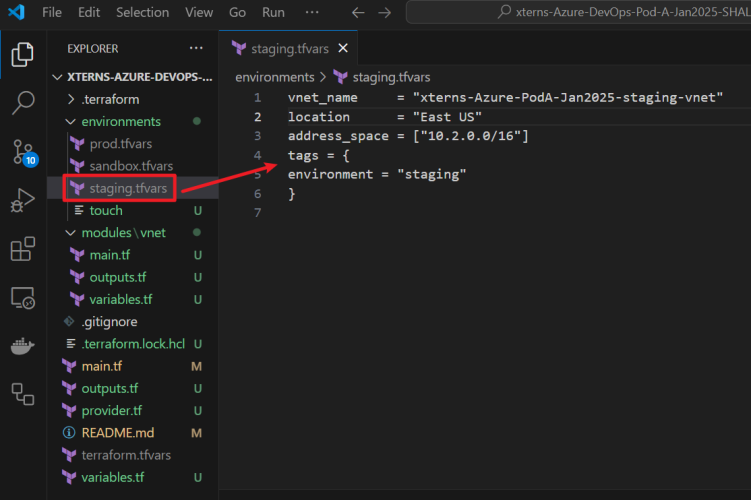 File Edit Selection View Go Run ··· xterns-Azure-DevOps-Pod-A-Jan2025-SHAL
EXPLORER ···
staging.tfvars
XTERNS-AZURE-DEVOPS-...
environments > staging.tfvars
.terraform
environments
prod.tfvars
sandbox.tfvars
staging.tfvars
touch U
modules\vnet
main.tf U
outputs.tf U
variables.tf U
.gitignore
.terraform.lock.hcl U
main.tf M
outputs.tf U
provider.tf U
README.md M
terraform.tfvars
variables.tf U
10
1 vnet_name = "xterns-Azure-PodA-Jan2025-staging-vnet"
2 location = "East US"
3 address_space = ["10.2.0.0/16"]
4 tags = {
5 environment = "staging"
6 }
7